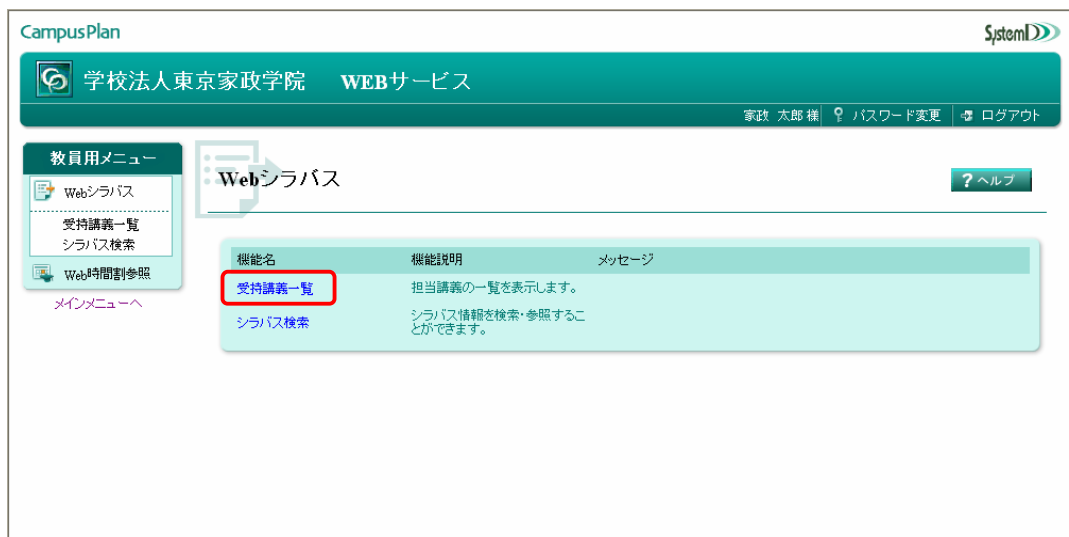 CampusPlan
SystemD
学校法人東京家政学院 WEBサービス
家政 太郎 様 パスワード変更 ログアウト
教員用メニュー
Webシラバス
受持講義一覧
シラバス検索
Web時間割参照
メインメニューへ
Webシラバス
?ヘルプ
機能名 機能説明 メッセージ
受持講義一覧 担当講義の一覧を表示します。
シラバス検索 シラバス情報を検索・参照するこ
とができます。